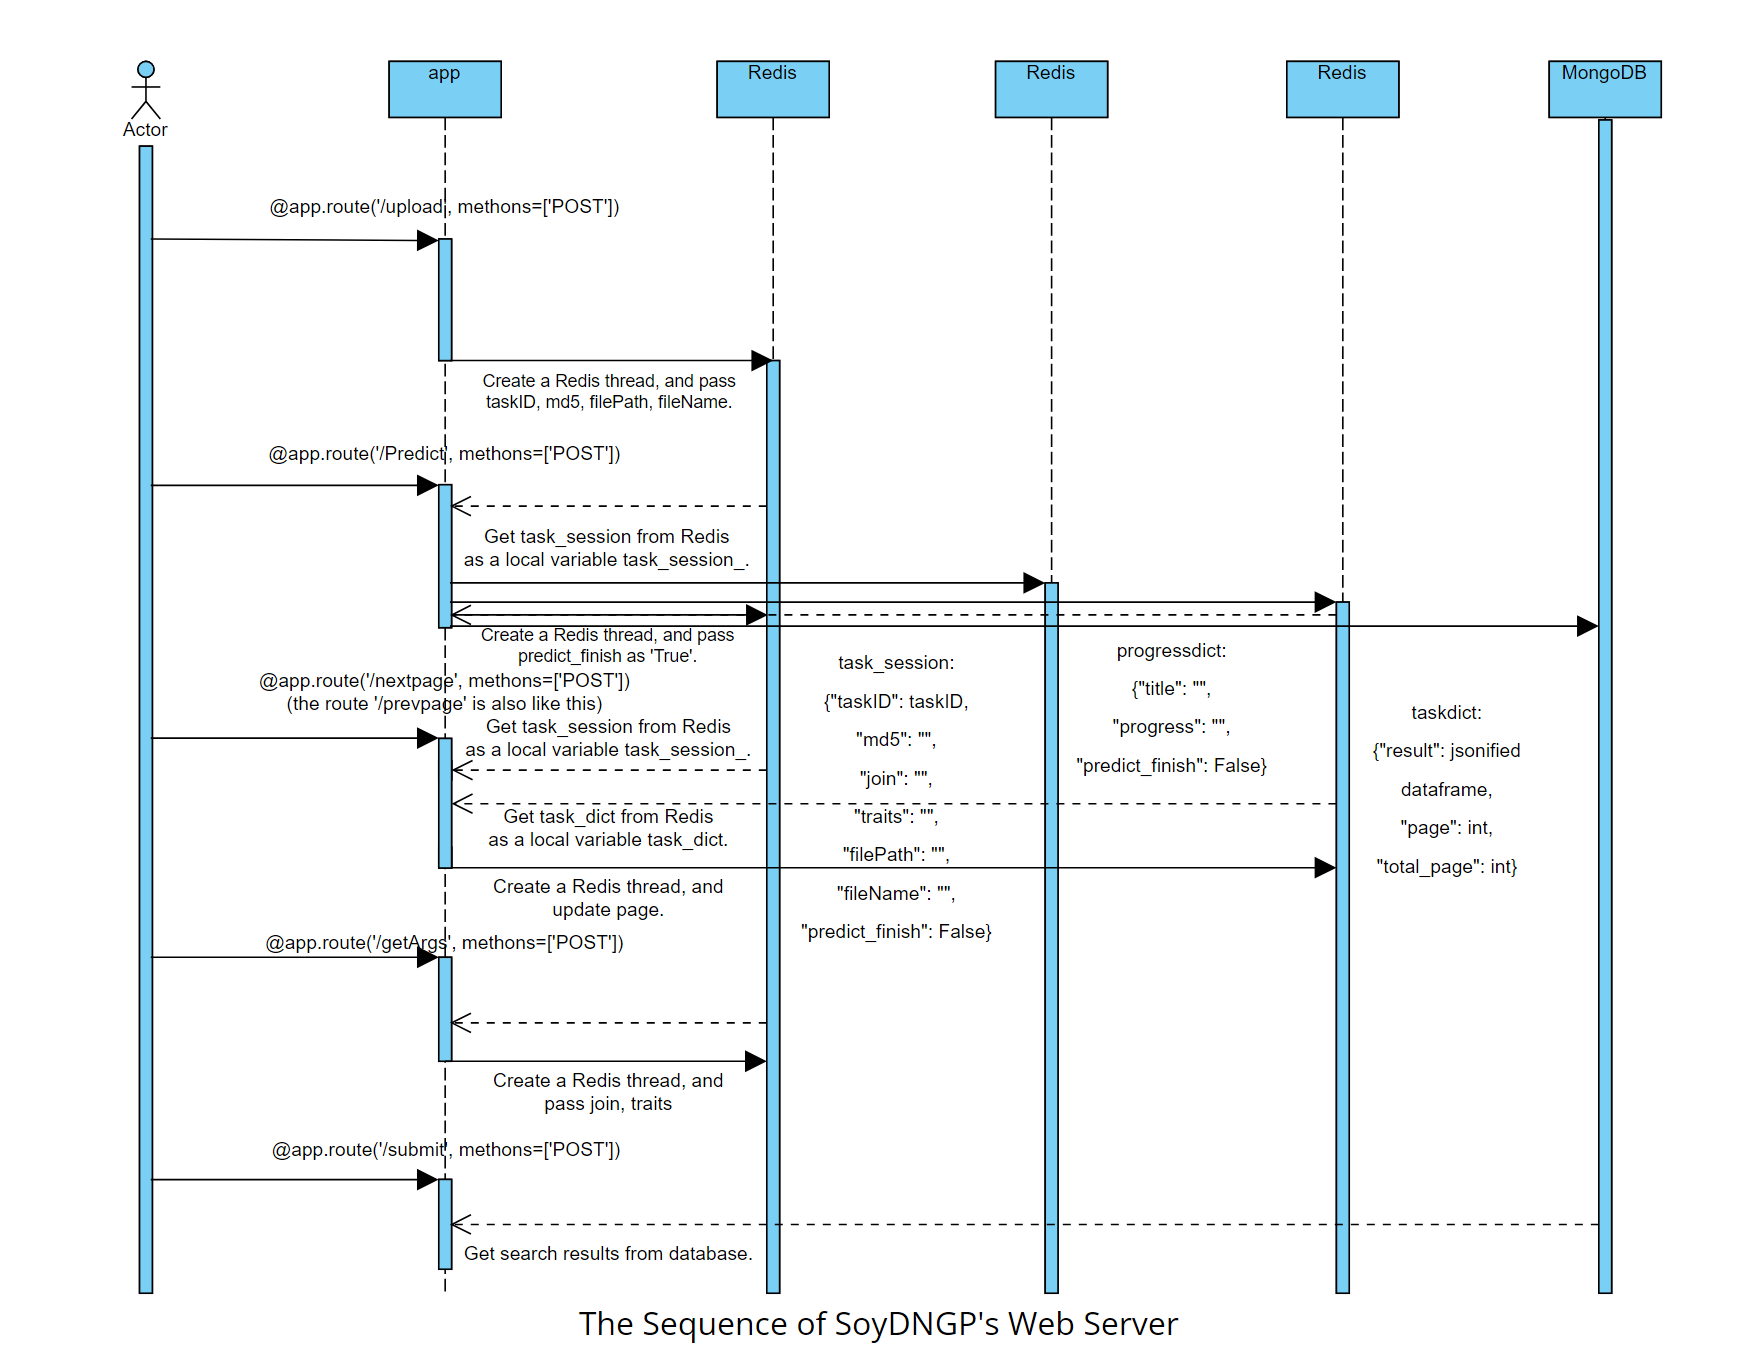 Actor
app
Redis
Redis
Redis
MongoDB
@app.route('/upload', methons=['POST'])
Create a Redis thread, and pass
taskID, md5, filePath, fileName.
@app.route('/Predict', methons=['POST'])
Get task_session from Redis
as a local variable task_session_.
Create a Redis thread, and pass
predict_finish as 'True'.
@app.route('/nextpage', methons=['POST'])
(the route '/prevpage' is also like this)
Get task_session from Redis
as a local variable task_session_.
Get task_dict from Redis
as a local variable task_dict.
Create a Redis thread, and
update page.
task_session:
{"taskID": taskID,
"md5": "",
"join": "",
"traits": "",
"filePath": "",
"fileName": "",
"predict_finish": False}
progressdict:
{"title": "",
"progress": "",
"predict_finish": False}
taskdict:
{"result": jsonified
dataframe,
"page": int,
"total_page": int}
@app.route('/getArgs', methons=['POST'])
Create a Redis thread, and
pass join, traits
@app.route('/submit', methons=['POST'])
Get search results from database.
The Sequence of SoyDNGP's Web Server